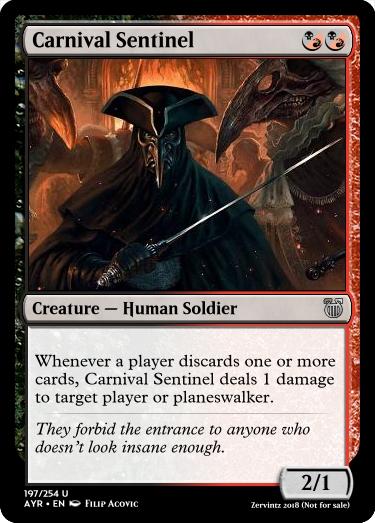 Carnival Sentinel
Creature — Human Soldier
Whenever a player discards one or more
cards, Carnival Sentinel deals 1 damage
to target player or planeswalker.
They forbid the entrance to anyone who
doesn't look insane enough.
2/1
197/254 U
AYR • EN Filip Acovic
Zervintz 2018 (Not for sale)